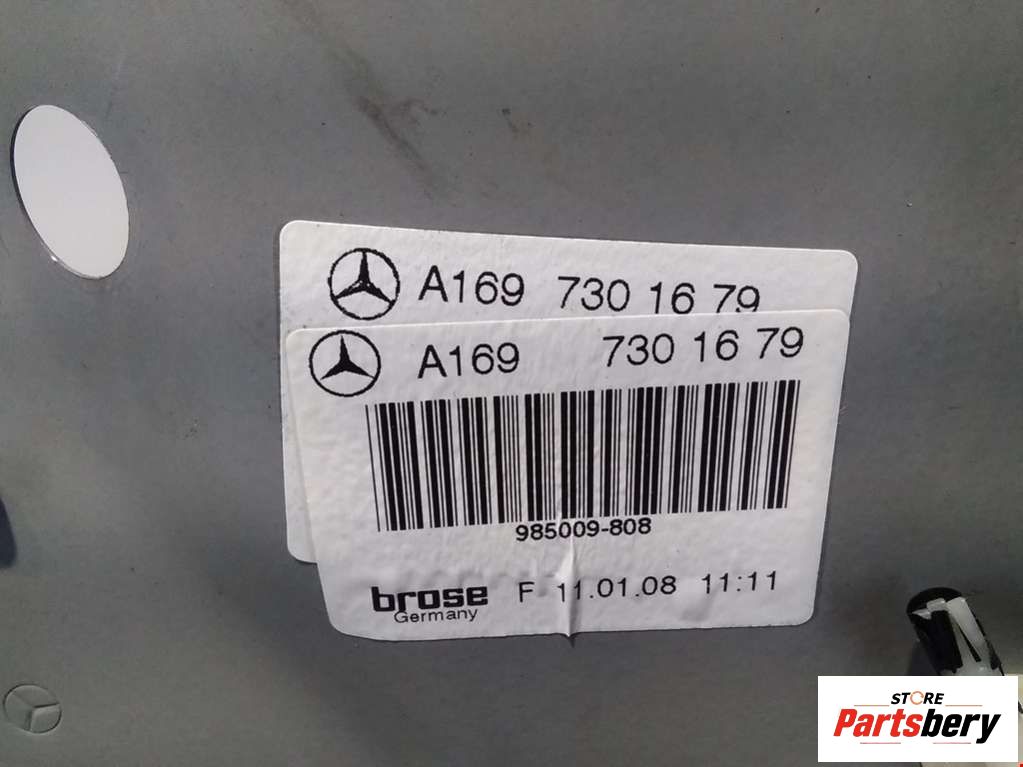 A169 730 16 79
A169 730 16 79
985009-808
brose F 11.01.08 11:11
Germany
STORE
Partsbery